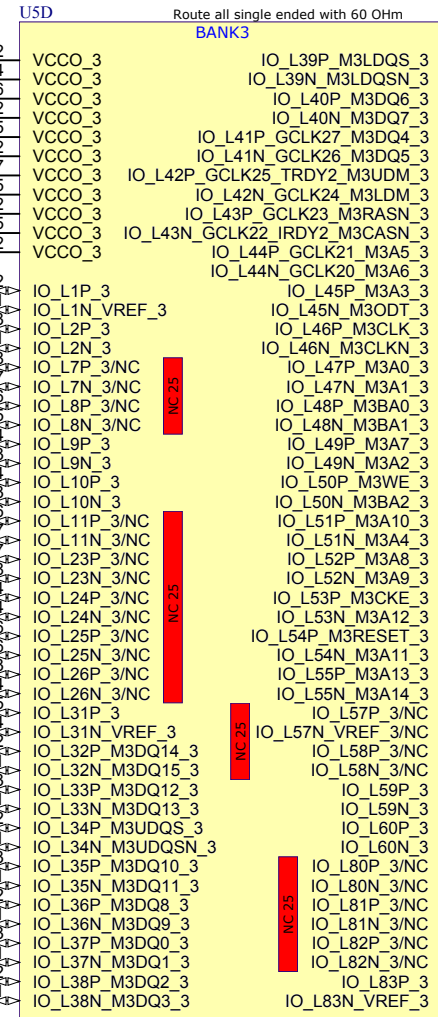 U5D
Route all single ended with 60 OHm
BANK3
VCCO_3 IO_L39P_M3LDQS_3
VCCO_3 IO_L39N_M3LDQSN_3
VCCO_3 IO_L40P_M3DQ6_3
VCCO_3 IO_L40N_M3DQ7_3
VCCO_3 IO_L41P_GCLK27_M3DQ4_3
VCCO_3 IO_L41N_GCLK26_M3DQ5_3
VCCO_3 IO_L42P_GCLK25_TRDY2_M3UDM_3
VCCO_3 IO_L42N_GCLK24_M3LDM_3
VCCO_3 IO_L43P_GCLK23_M3RASN_3
VCCO_3 IO_L43N_GCLK22_IRDY2_M3CASN_3
VCCO_3 IO_L44P_GCLK21_M3A5_3
IO_L44N_GCLK20_M3A6_3
IO_L1P_3 IO_L45P_M3A3_3
IO_L1N_VREF_3 IO_L45N_M3ODT_3
IO_L2P_3 IO_L46P_M3CLK_3
IO_L2N_3 IO_L46N_M3CLKN_3
IO_L7P_3/NC IO_L47P_M3A0_3
IO_L7N_3/NC IO_L47N_M3A1_3
IO_L8P_3/NC IO_L48P_M3BA0_3
IO_L8N_3/NC IO_L48N_M3BA1_3
NC 25
IO_L9P_3 IO_L49P_M3A7_3
IO_L9N_3 IO_L49N_M3A2_3
IO_L10P_3 IO_L50P_M3WE_3
IO_L10N_3 IO_L50N_M3BA2_3
IO_L11P_3/NC IO_L51P_M3A10_3
IO_L11N_3/NC IO_L51N_M3A4_3
IO_L23P_3/NC IO_L52P_M3A8_3
IO_L23N_3/NC IO_L52N_M3A9_3
IO_L24P_3/NC IO_L53P_M3CKE_3
IO_L24N_3/NC IO_L53N_M3A12_3
IO_L25P_3/NC IO_L54P_M3RESET_3
IO_L25N_3/NC IO_L54N_M3A11_3
IO_L26P_3/NC IO_L55P_M3A13_3
IO_L26N_3/NC IO_L55N_M3A14_3
NC 25
IO_L31P_3 IO_L57P_3/NC
IO_L31N_VREF_3 IO_L57N_VREF_3/NC
IO_L32P_M3DQ14_3 IO_L58P_3/NC
IO_L32N_M3DQ15_3 IO_L58N_3/NC
NC 25
IO_L33P_M3DQ12_3 IO_L59P_3
IO_L33N_M3DQ13_3 IO_L59N_3
IO_L34P_M3UDQS_3 IO_L60P_3
IO_L34N_M3UDQSN_3 IO_L60N_3
IO_L35P_M3DQ10_3 IO_L80P_3/NC
IO_L35N_M3DQ11_3 IO_L80N_3/NC
IO_L36P_M3DQ8_3 IO_L81P_3/NC
IO_L36N_M3DQ9_3 IO_L81N_3/NC
IO_L37P_M3DQ0_3 IO_L82P_3/NC
IO_L37N_M3DQ1_3 IO_L82N_3/NC
NC 25
IO_L38P_M3DQ2_3 IO_L83P_3
IO_L38N_M3DQ3_3 IO_L83N_VREF_3